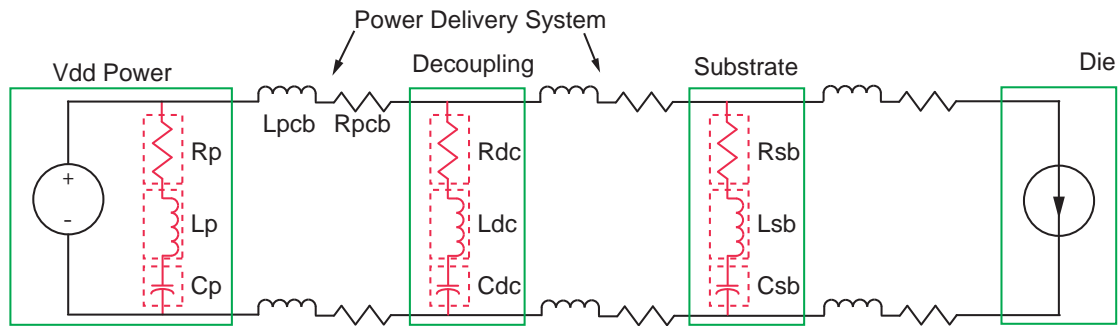 Power Delivery System
Vdd Power
Decoupling
Substrate
Die
Lpcb
Rpcb
Rp
Rdc
Rsb
+
-
Lp
Ldc
Lsb
Cp
Cdc
Csb